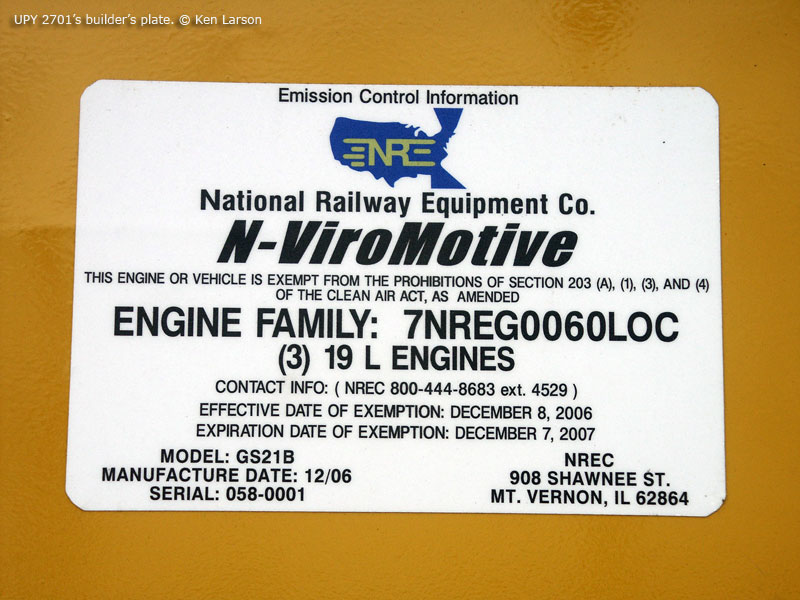 UPY 2701's builder's plate. © Ken Larson
Emission Control Information
NRE
National Railway Equipment Co.
N-ViroMotive
THIS ENGINE OR VEHICLE IS EXEMPT FROM THE PROHIBITIONS OF SECTION 203 (A), (1), (3), AND (4)
OF THE CLEAN AIR ACT, AS AMENDED
ENGINE FAMILY: 7NREG0060LOC
(3) 19 L ENGINES
CONTACT INFO: ( NREC 800-444-8683 ext. 4529 )
EFFECTIVE DATE OF EXEMPTION: DECEMBER 8, 2006
EXPIRATION DATE OF EXEMPTION: DECEMBER 7, 2007
MODEL: GS21B
MANUFACTURE DATE: 12/06
SERIAL: 058-0001
NREC
908 SHAWNEE ST.
MT. VERNON, IL 62864